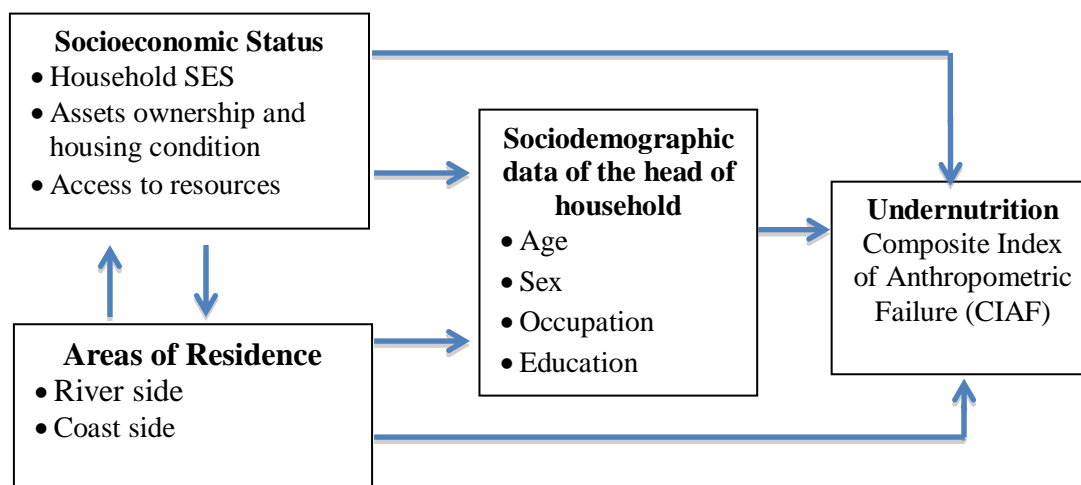 Socioeconomic Status
• Household SES
• Assets ownership and
housing condition
• Access to resources
Areas of Residence
• River side
• Coast side
Sociodemographic
data of the head of
household
• Age
• Sex
• Occupation
• Education
Undernutrition
Composite Index
of Anthropometric
Failure (CIAF)